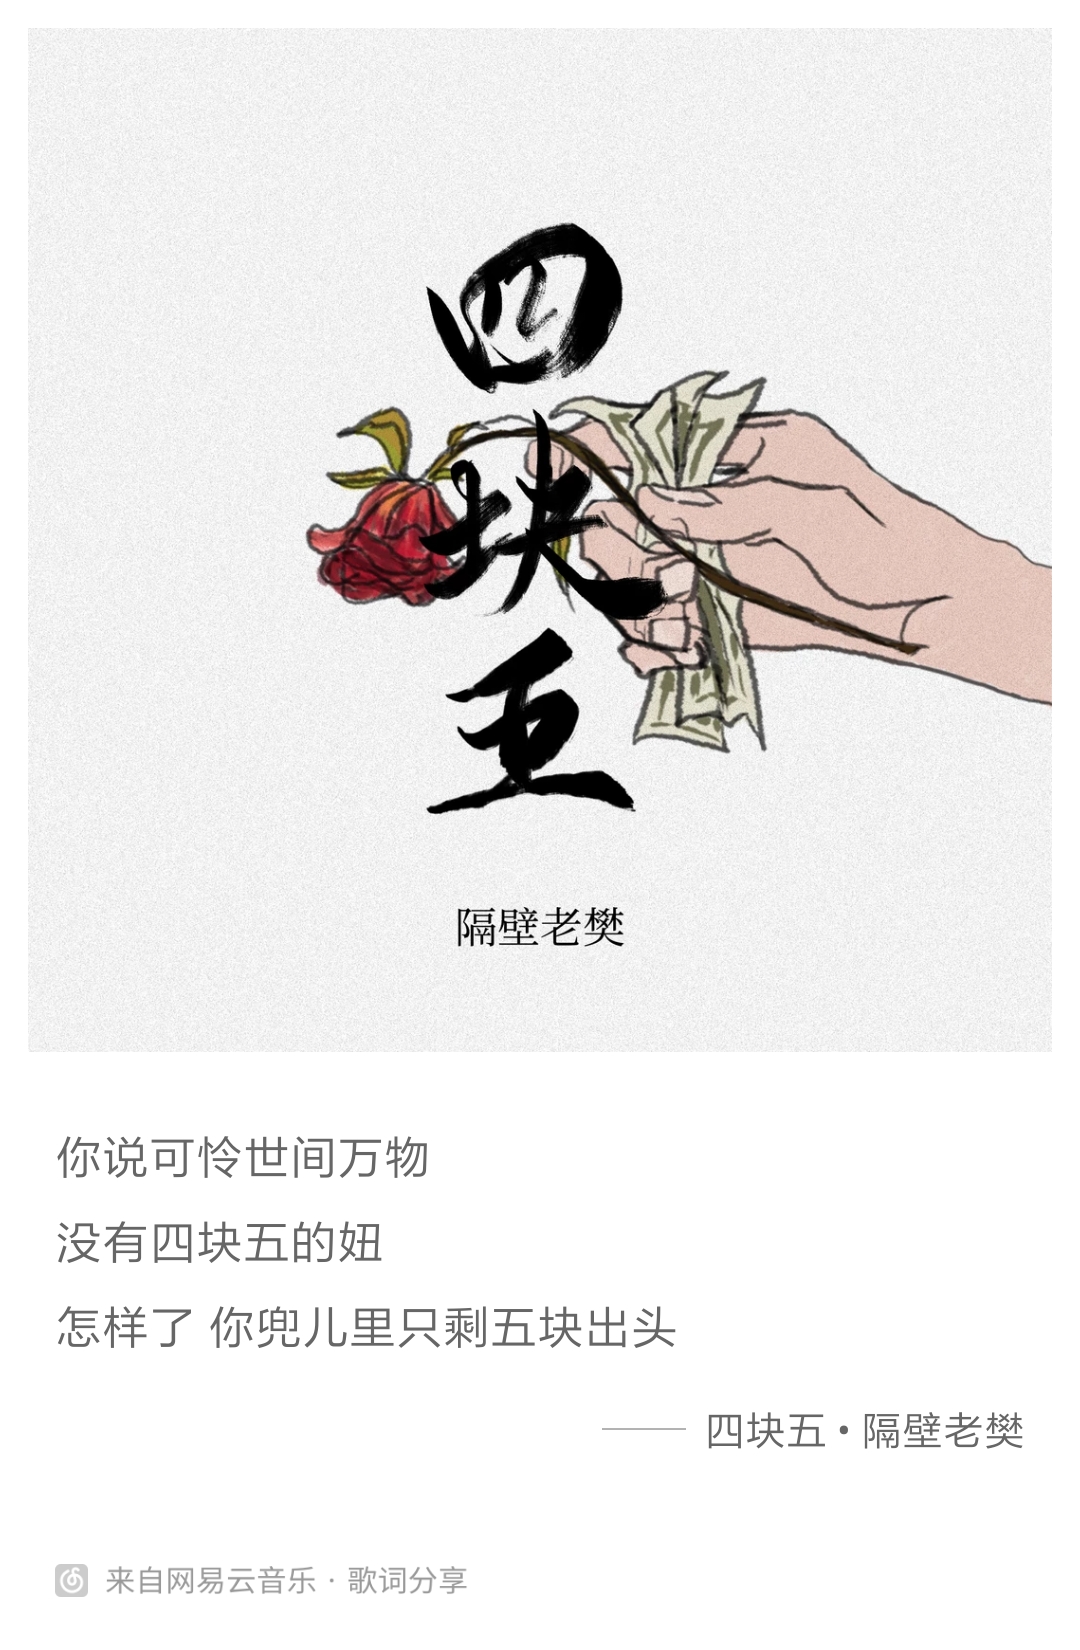 四
块
五
隔壁老樊
你说可怜世间万物
没有四块五的妞
怎样了 你兜儿里只剩五块出头
—— 四块五 • 隔壁老樊
来自网易云音乐 · 歌词分享